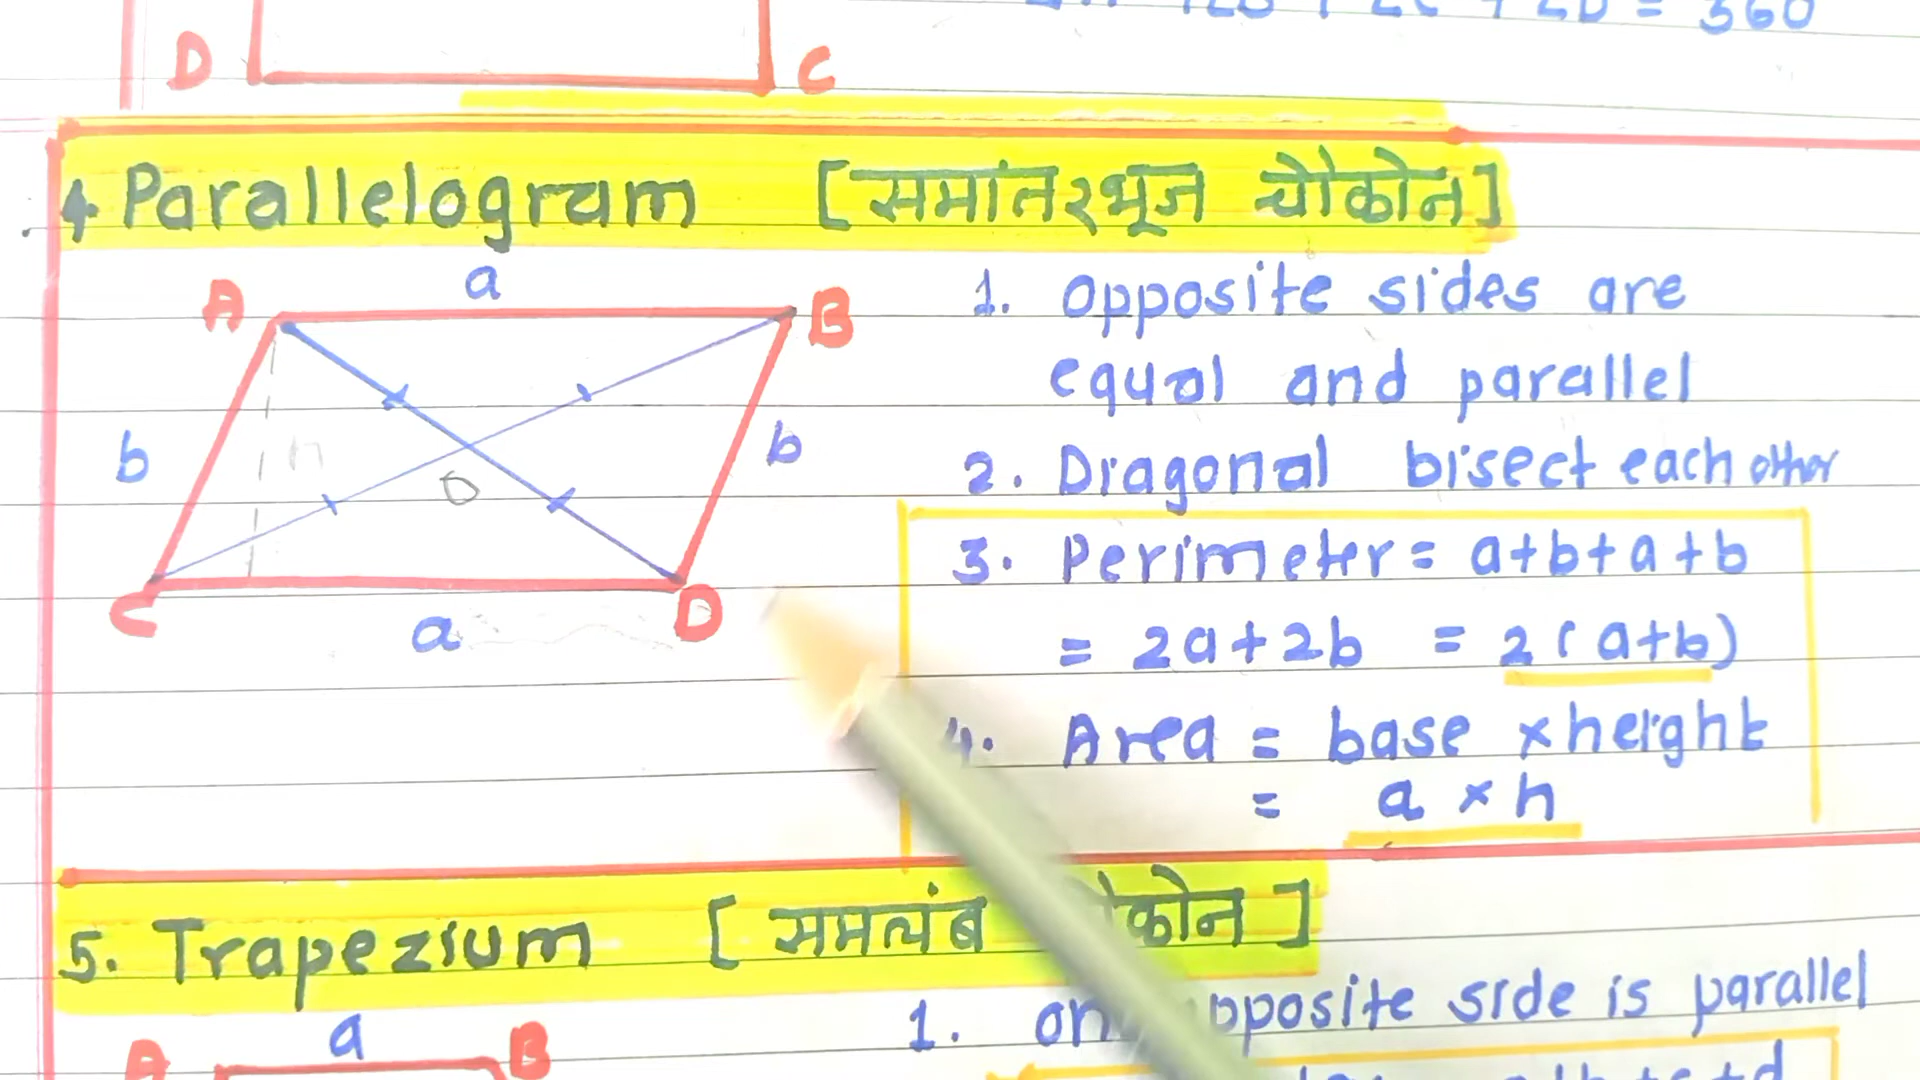 D C
4. Parallelogram [समांतरभूज चौकोन]
A a B
b h O b
C a D
1. opposite sides are
equal and parallel
2. Diagonal bisect each other
3. Perimeter = a+b+a+b
= 2a+2b = 2(a+b)
4. Area = base × height
= a × h
5. Trapezium [ समलंब
1. opposite side is parallel
A a B